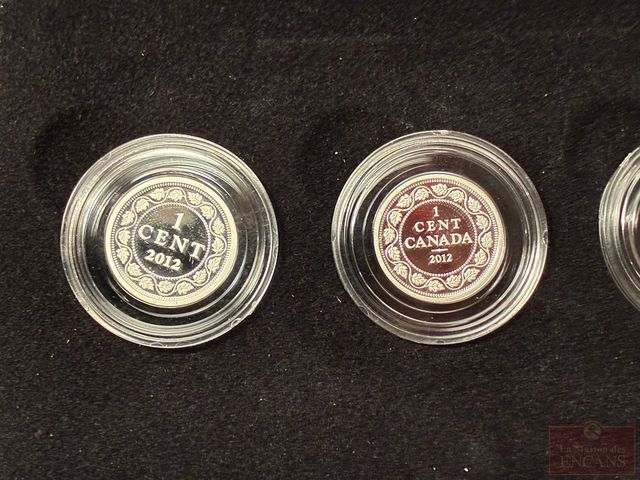 1
CENT
2012
1
CENT
CANADA
2012
La Maison des
ENCANS